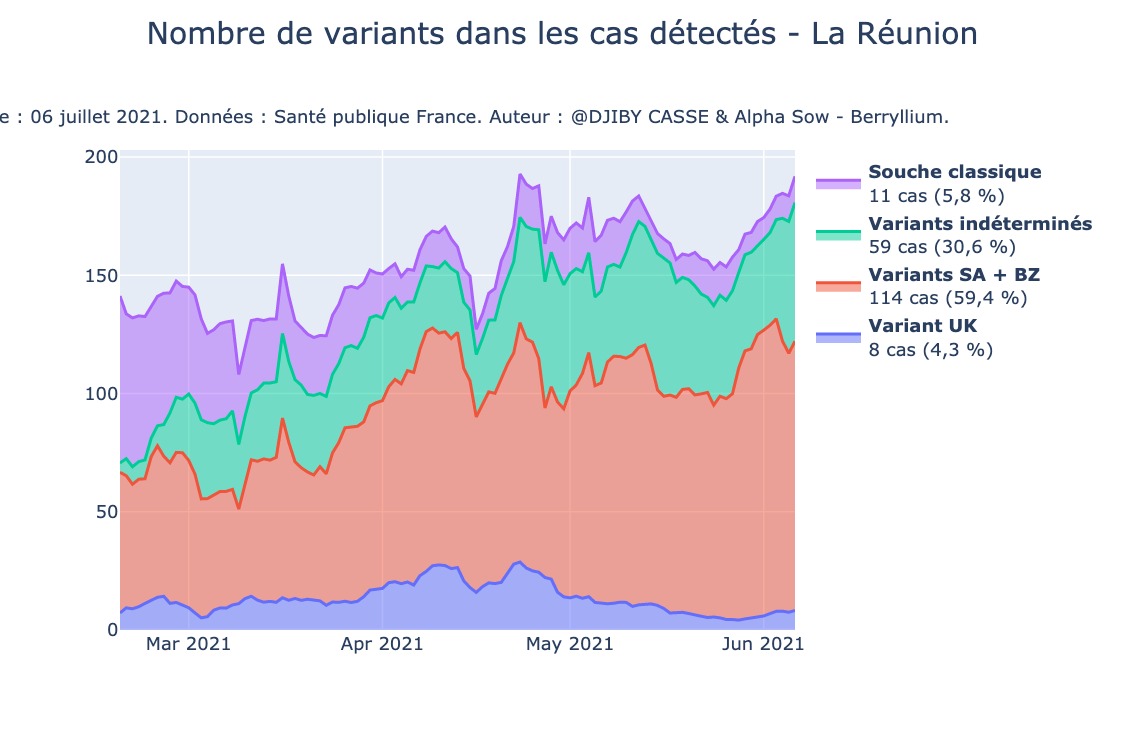 Nombre de variants dans les cas détectés - La Réunion
e : 06 juillet 2021. Données : Santé publique France. Auteur : @DJIBY CASSE & Alpha Sow - Berryllium.
200
150
100
50
0
Mar 2021
Apr 2021
May 2021
Jun 2021
Souche classique
11 cas (5,8 %)
Variants indéterminés
59 cas (30,6 %)
Variants SA + BZ
114 cas (59,4 %)
Variant UK
8 cas (4,3 %)